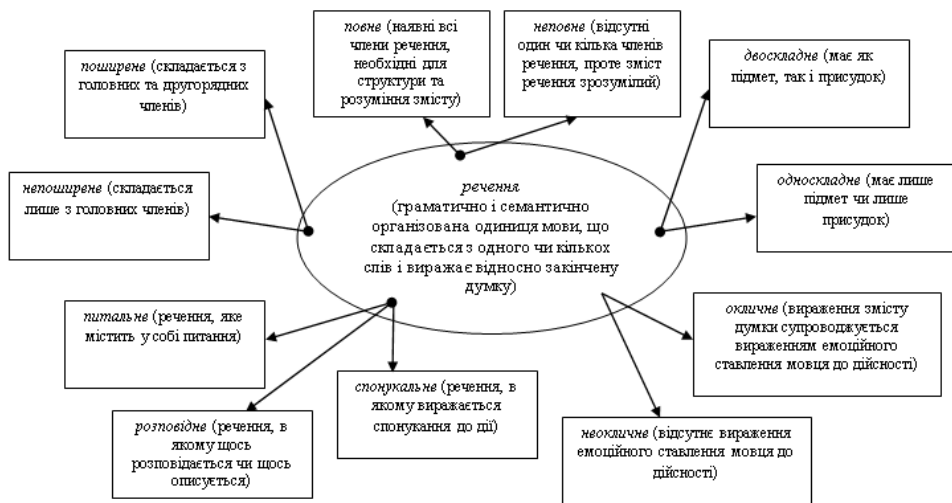 повне (наявні всі
члени речення,
необхідні для
структури та
розуміння змісту)
неповне (відсутні
один чи кілька членів
речення, проте зміст
речення зрозумілий)
двоскладне (має як
підмет, так і присудок)
поширене (складається з
головних та другорядних
членів)
непоширене (складається
лише з головних членів)
речення
(граматично і семантично
організована одиниця мови, що
складається з одного чи кількох
слів і виражає відносно закінчену
думку)
односкладне (має лише
підмет чи лише
присудок)
питальне (речення, яке
містить у собі питання)
окличне (вираження змісту
думки супроводжується
вираженням емоційного
ставлення мовця до дійсності)
спонукальне (речення, в
якому виражається
спонукання до дії)
розповідне (речення, в
якому щось
розповідається чи щось
описується)
неокличне (відсутнє вираження
емоційного ставлення мовця до
дійсності)